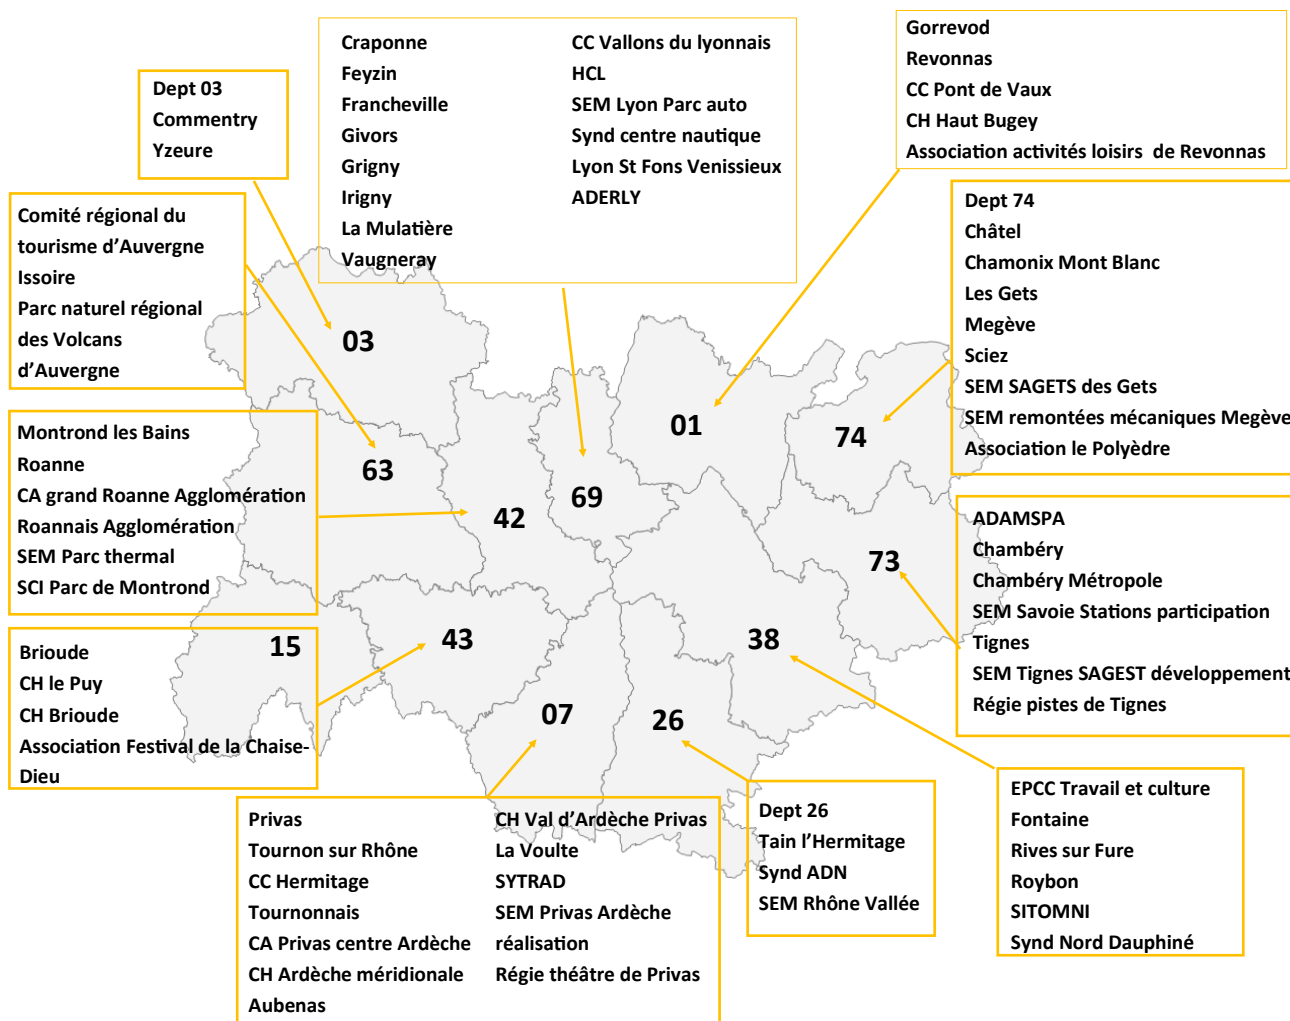 Craponne
Feyzin
Francheville
Givors
Grigny
Irigny
La Mulatière
Vaugneray
CC Vallons du lyonnais
HCL
SEM Lyon Parc auto
Synd centre nautique
Lyon St Fons Venissieux
ADERLY
Gorrevod
Revonnas
CC Pont de Vaux
CH Haut Bugey
Association activités loisirs  de Revonnas
Dept 03
Commentry
Yzeure
Comité régional du
tourisme d’Auvergne
Issoire
Parc naturel régional
des Volcans
d’Auvergne
Dept 74
Châtel
Chamonix Mont Blanc
Les Gets
Megève
Sciez
SEM SAGETS des Gets
SEM remontées mécaniques Megève
Association le Polyèdre
03
01
74
63
69
42
73
15
43
38
07
26
Montrond les Bains
Roanne
CA grand Roanne Agglomération
Roannais Agglomération
SEM Parc thermal
SCI Parc de Montrond
ADAMSPA
Chambéry
Chambéry Métropole
SEM Savoie Stations participation
Tignes
SEM Tignes SAGEST développement
Régie pistes de Tignes
Brioude
CH le Puy
CH Brioude
Association Festival de la Chaise-
Dieu
Privas
Tournon sur Rhône
CC Hermitage
Tournonnais
CA Privas centre Ardèche
CH Ardèche méridionale
Aubenas
CH Val d’Ardèche Privas
La Voulte
SYTRAD
SEM Privas Ardèche
réalisation
Régie théâtre de Privas
Dept 26
Tain l’Hermitage
Synd ADN
SEM Rhône Vallée
EPCC Travail et culture
Fontaine
Rives sur Fure
Roybon
SITOMNI
Synd Nord Dauphiné